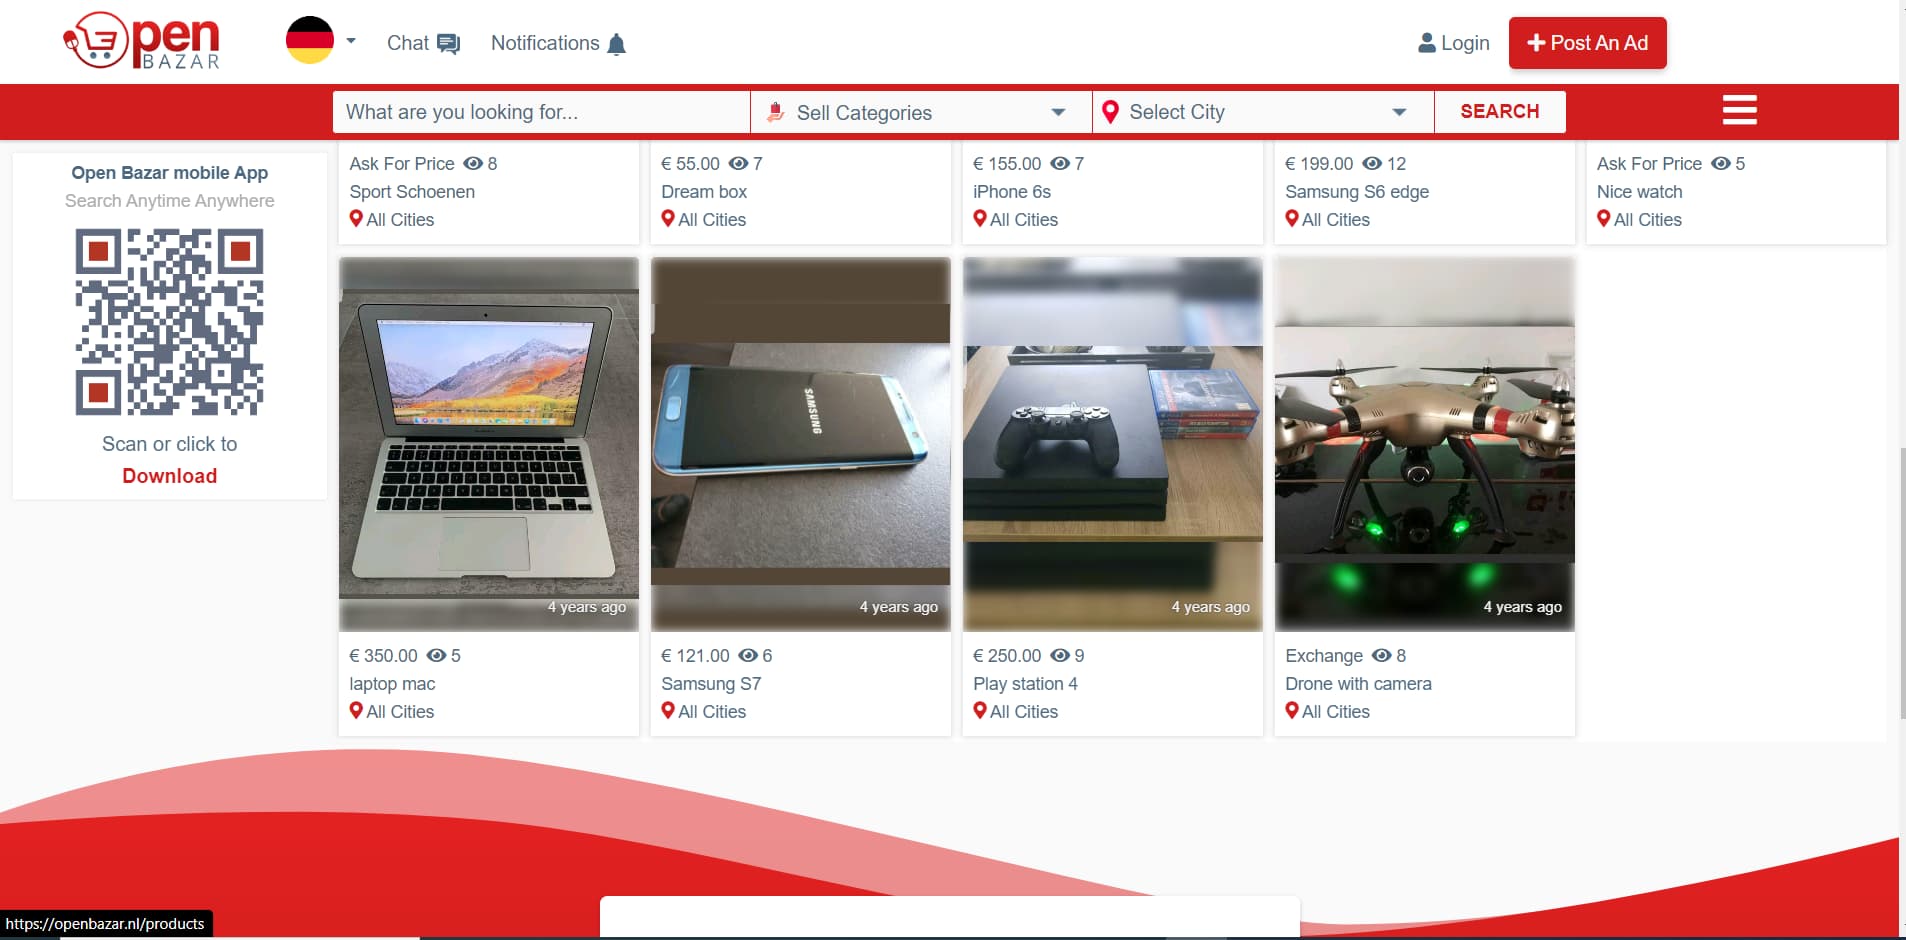 Open
BAZAR
Chat
Notifications
Login
Post An Ad
What are you looking for...
Sell Categories
Select City
SEARCH
Open Bazar mobile App
Search Anytime Anywhere
Scan or click to
Download
Ask For Price 8
Sport Schoenen
All Cities
€ 55.00 7
Dream box
All Cities
€ 155.00 7
iPhone 6s
All Cities
€ 199.00 12
Samsung S6 edge
All Cities
Ask For Price 5
Nice watch
All Cities
4 years ago
€ 350.00 5
laptop mac
All Cities
SAMSUNG
4 years ago
€ 121.00 6
Samsung S7
All Cities
4 years ago
€ 250.00 9
Play station 4
All Cities
4 years ago
Exchange 8
Drone with camera
All Cities
https://openbazar.nl/products